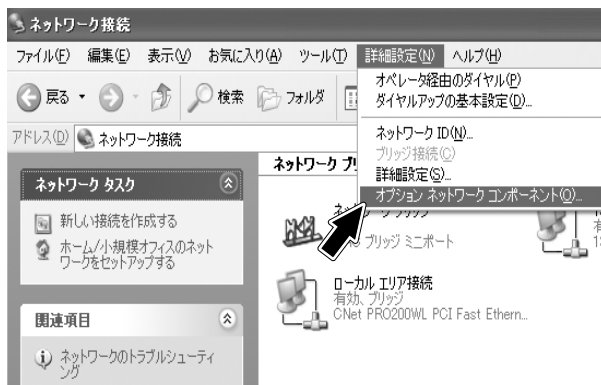 ネットワーク接続
ファイル(F) 編集(E) 表示(V) お気に入り(A) ツール(T) 詳細設定(N) ヘルプ(H)
戻る 検索 フォルダ
アドレス(D) ネットワーク接続
オペレータ経由のダイヤル(P)
ダイヤルアップの基本設定(D)...
ネットワーク ID(N)...
ブリッジ接続(C)
詳細設定(S)...
オプション ネットワーク コンポーネント(O)...
ネットワーク タスク
新しい接続を作成する
ホーム/小規模オフィスのネット
ワークをセットアップする
関連項目
ネットワークのトラブルシューティ
ング
ネットワーク ブリ
ブリッジ ミニポート
ローカル エリア接続
有効、ブリッジ
CNet PRO200WL PCI Fast Ethern...